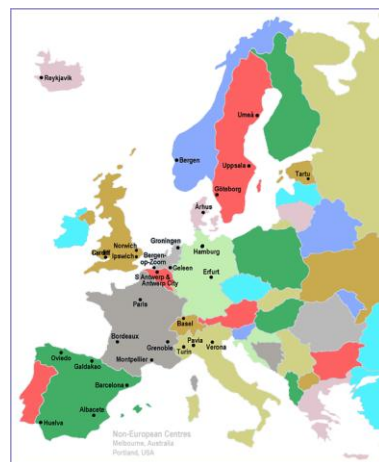 Reykjavik
Umeå
Bergen
Uppsala
Tartu
Göteborg
Århus
Groningen
Hamburg
Norwich
Cardiff
Ipswich
Bergen-
op-Zoom
Geleen
Erfurt
S Antwerp &
Antwerp City
Paris
Basel
Bordeaux
Grenoble
Pavia
Turin
Verona
Montpellier
Oviedo
Galdakao
Barcelona
Albacete
Huelva
Non-European Centres
Melbourne, Australia
Portland, USA